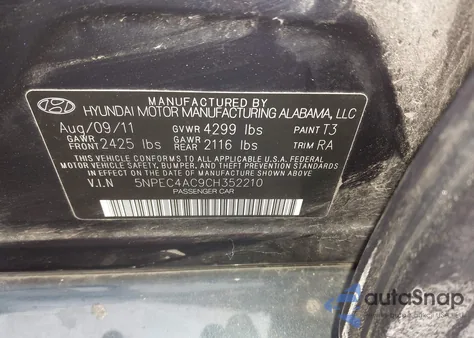 MANUFACTURED BY
HYUNDAI MOTOR MANUFACTURING ALABAMA, LLC
Aug/09/11 GVWR 4299 lbs PAINT T3
GAWR FRONT 2425 lbs GAWR REAR 2116 lbs TRIM RA
THIS VEHICLE CONFORMS TO ALL APPLICABLE U.S.A. FEDERAL
MOTOR VEHICLE SAFETY, BUMPER, AND THEFT PREVENTION STANDARDS
IN EFFECT ON THE DATE OF MANUFACTURE SHOWN ABOVE.
V.I.N 5NPEC4AC9CH352210
PASSENGER CAR
autoSnap